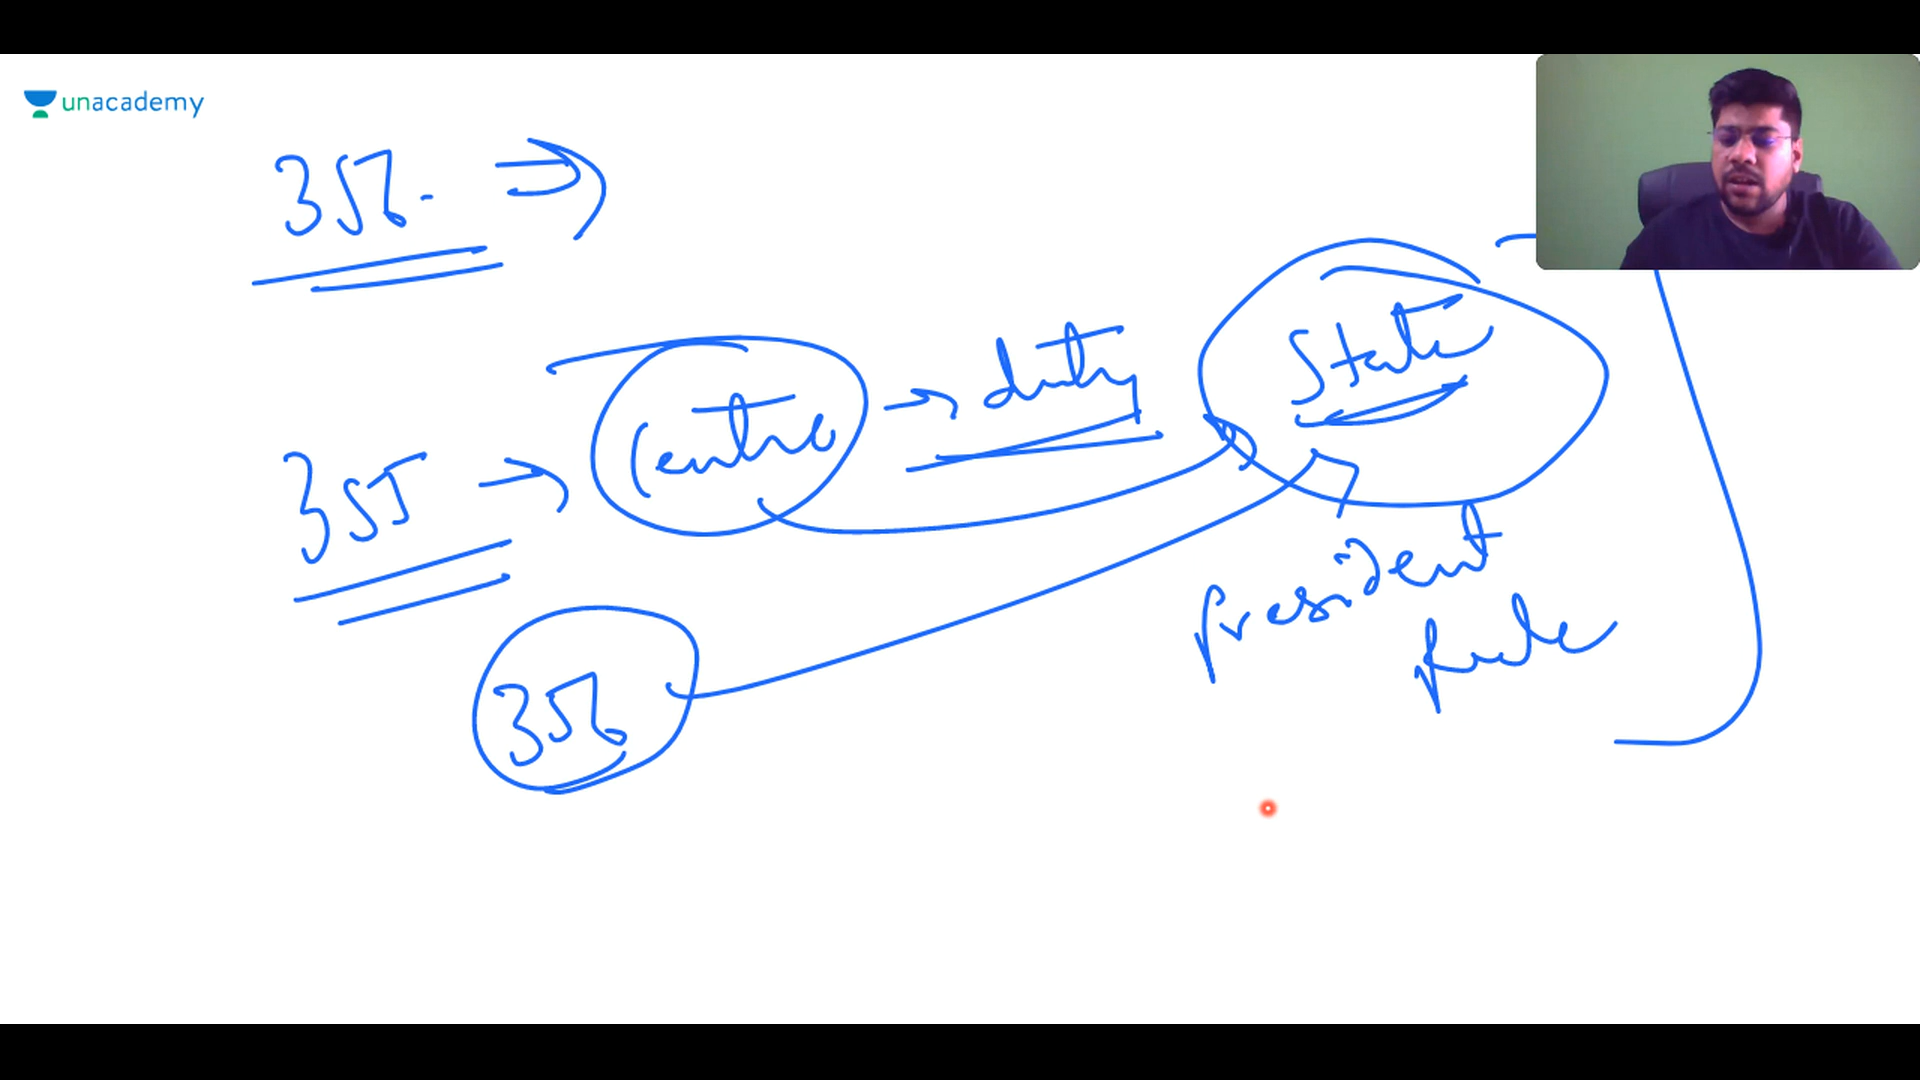 unacademy
356.
355 → Centre → duty State
President
Rule
356